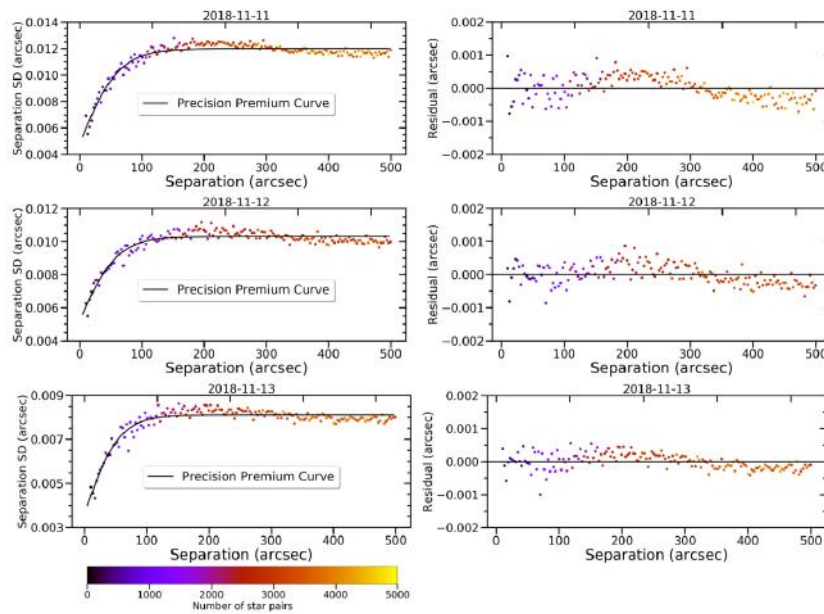 2018-11-11
0.014
0.012
0.010
0.008
0.006
0.004
Separation SD (arcsec)
Precision Premium Curve
0 100 200 300 400 500
Separation (arcsec)
2018-11-11
0.002
0.001
0.000
−0.001
−0.002
Residual (arcsec)
0 100 200 300 400 500
Separation (arcsec)
2018-11-12
0.012
0.010
0.008
0.006
0.004
Separation SD (arcsec)
Precision Premium Curve
0 100 200 300 400 500
Separation (arcsec)
2018-11-12
0.002
0.001
0.000
−0.001
−0.002
Residual (arcsec)
0 100 200 300 400 500
Separation (arcsec)
2018-11-13
0.009
0.007
0.005
0.003
Separation SD (arcsec)
Precision Premium Curve
0 100 200 300 400 500
Separation (arcsec)
2018-11-13
0.002
0.001
0.000
−0.001
−0.002
Residual (arcsec)
0 100 200 300 400 500
Separation (arcsec)
0 1000 2000 3000 4000 5000
Number of star pairs